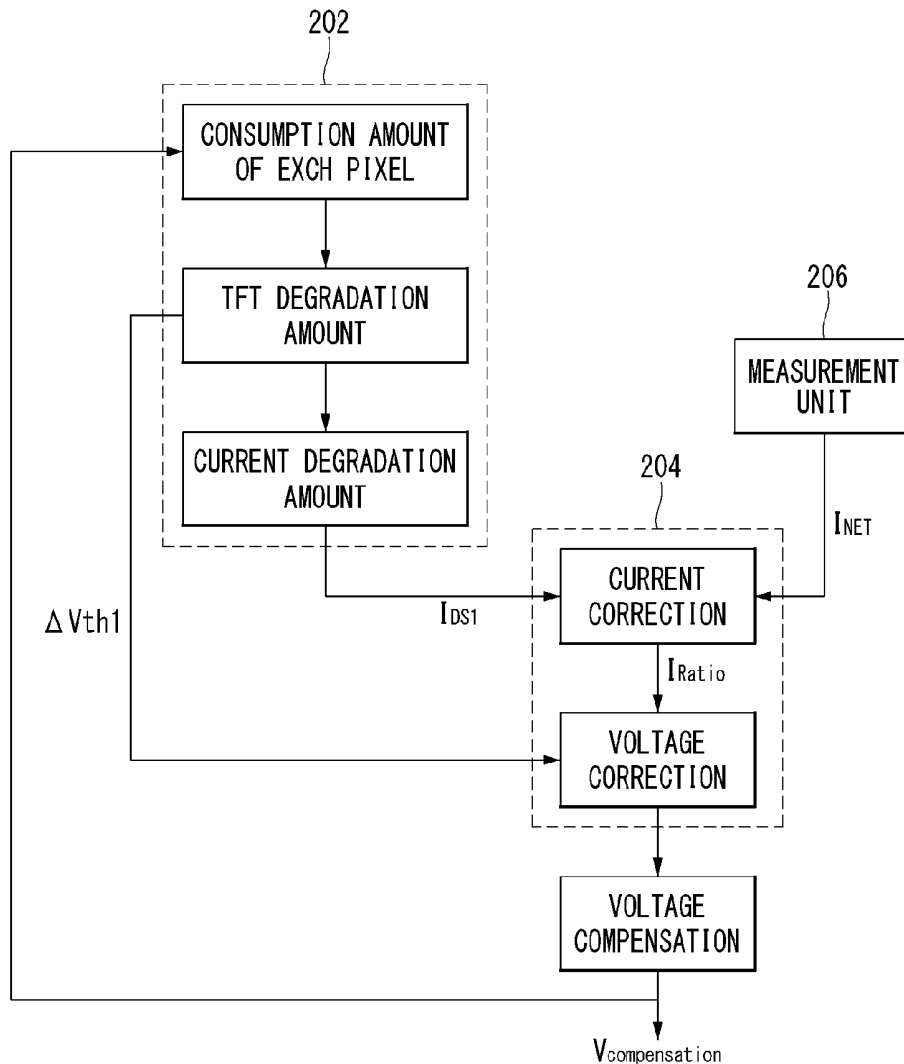 202
CONSUMPTION AMOUNT
OF EXCH PIXEL
TFT DEGRADATION
AMOUNT
206
MEASUREMENT
UNIT
CURRENT DEGRADATION
AMOUNT
204
INET
CURRENT
CORRECTION
IDS1
ΔVth1
IRatio
VOLTAGE
CORRECTION
VOLTAGE
COMPENSATION
Vcompensation